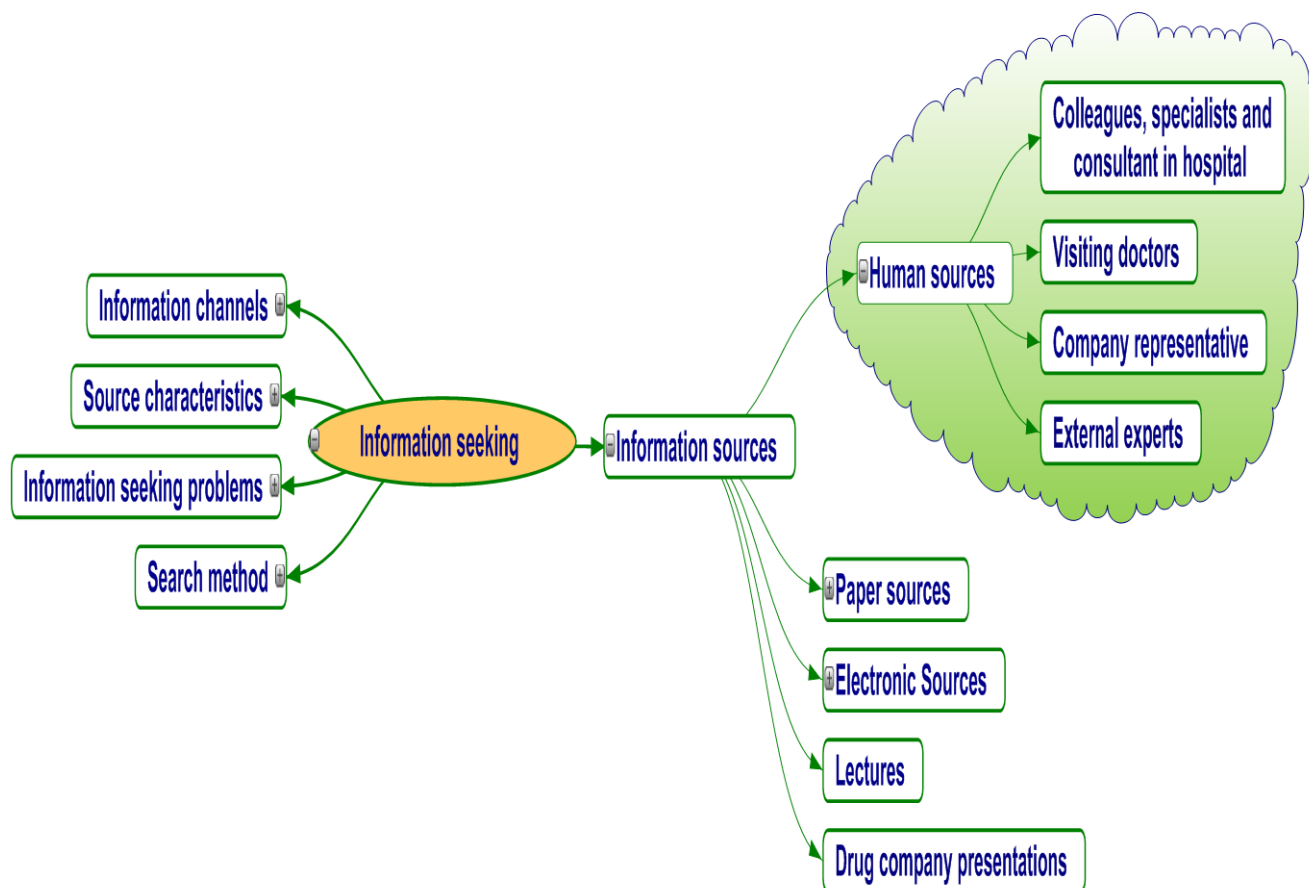 Colleagues, specialists and
consultant in hospital
Visiting doctors
Human sources
Company representative
External experts
Information channels
Source characteristics
Information seeking
Information sources
Information seeking problems
Search method
Paper sources
Electronic Sources
Lectures
Drug company presentations